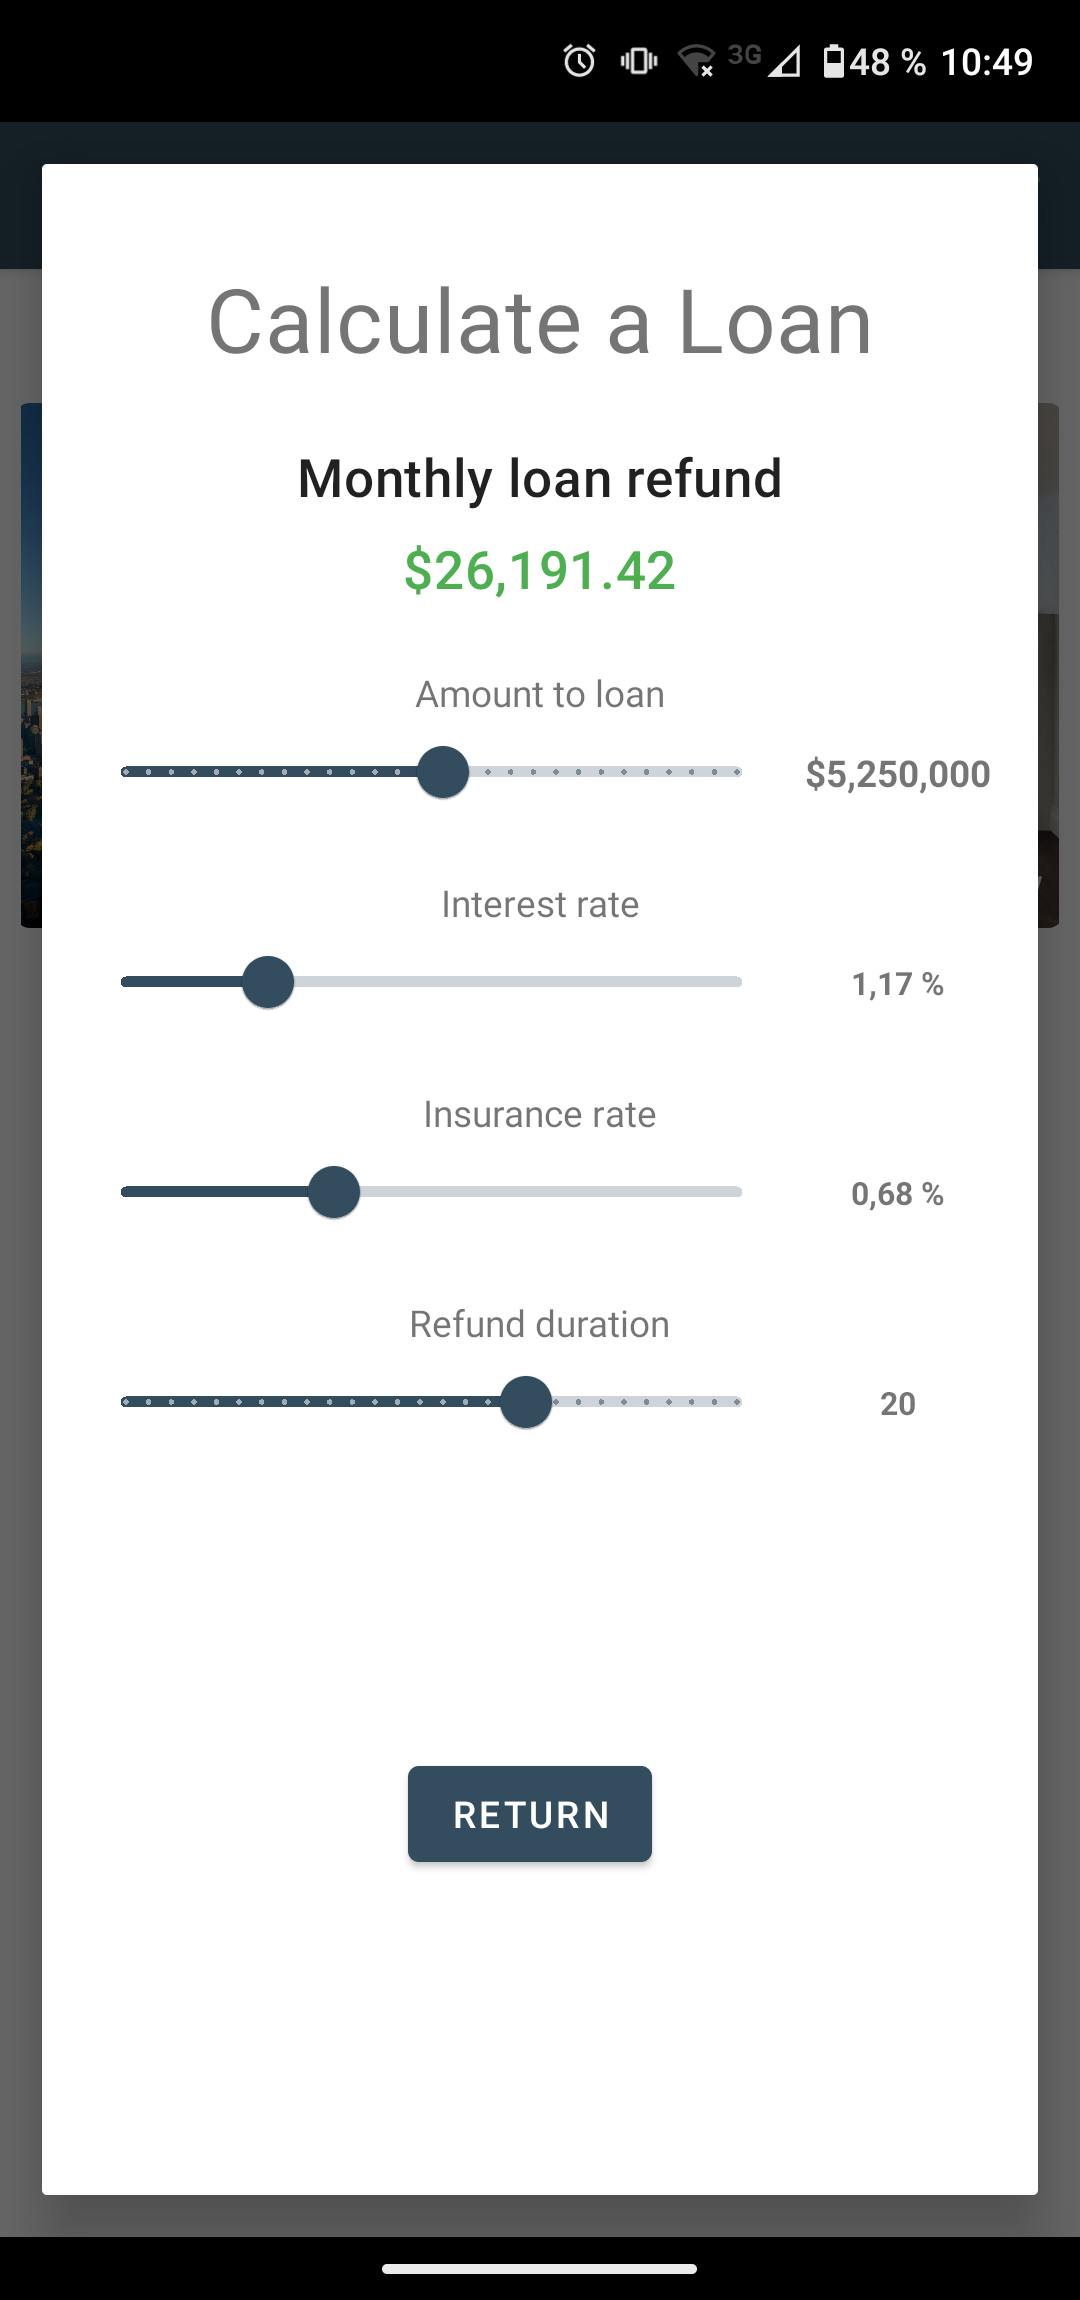 3G 48 % 10:49
Calculate a Loan
Monthly loan refund
$26,191.42
Amount to loan
$5,250,000
Interest rate
1,17 %
Insurance rate
0,68 %
Refund duration
20
RETURN